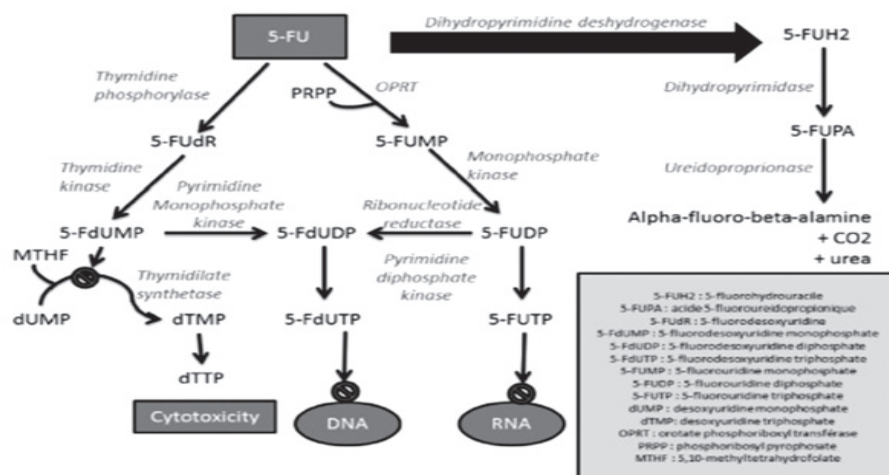 5-FU
Dihydropyrimidine deshydrogenase
5-FUH2
Thymidine
phosphorylase
PRPP
OPRT
Dihydropyrimidase
5-FUdR
5-FUMP
5-FUPA
Thymidine
kinase
Pyrimidine
Monophosphate
kinase
Ribonucleotide
reductase
Monophosphate
kinase
Ureidoproprionase
5-FdUMP
5-FdUDP
5-FUDP
Alpha-fluoro-beta-alamine
+ CO2
+ urea
MTHF
Thymidilate
synthetase
Pyrimidine
diphosphate
kinase
dUMP
dTMP
5-FdUTP
5-FUTP
dTTP
Cytotoxicity
DNA
RNA
5-FUH2 : 5-fluorohydrouracile
5-FUPA : acide 5-fluoroureidopropionique
5-FUdR : 5-fluorodesoxyuridine
5-FdUMP : 5-fluorodesoxyuridine monophosphate
5-FdUDP : 5-fluorodesoxyuridine diphosphate
5-FdUTP : 5-fluorodesoxyuridine triphosphate
5-FUMP : 5-fluorouridine monophosphate
5-FUDP : 5-fluorouridine diphosphate
5-FUTP : 5-fluorouridine triphosphate
dUMP : desoxyuridine monophosphate
dTMP: desoxyuridine triphosphate
OPRT : orotate phosphoriboxyl transférase
PRPP : phosphoribosyl pyrophosate
MTHF : 5,10-methyltetrahydrofolate